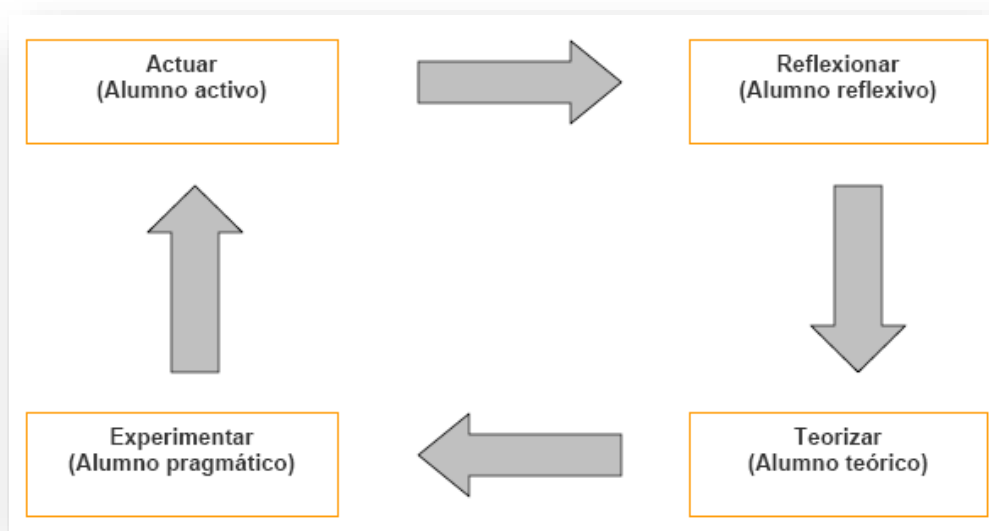 Actuar
(Alumno activo)
Reflexionar
(Alumno reflexivo)
Experimentar
(Alumno pragmático)
Teorizar
(Alumno teórico)